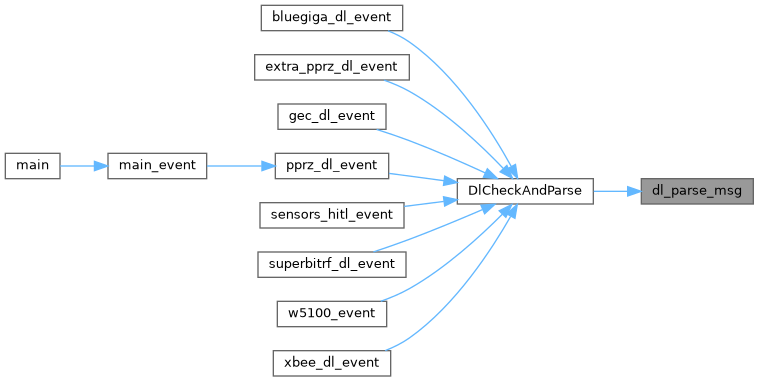 bluegiga_dl_event
extra_pprz_dl_event
gec_dl_event
main
main_event
pprz_dl_event
DlCheckAndParse
dl_parse_msg
sensors_hitl_event
superbitrf_dl_event
w5100_event
xbee_dl_event